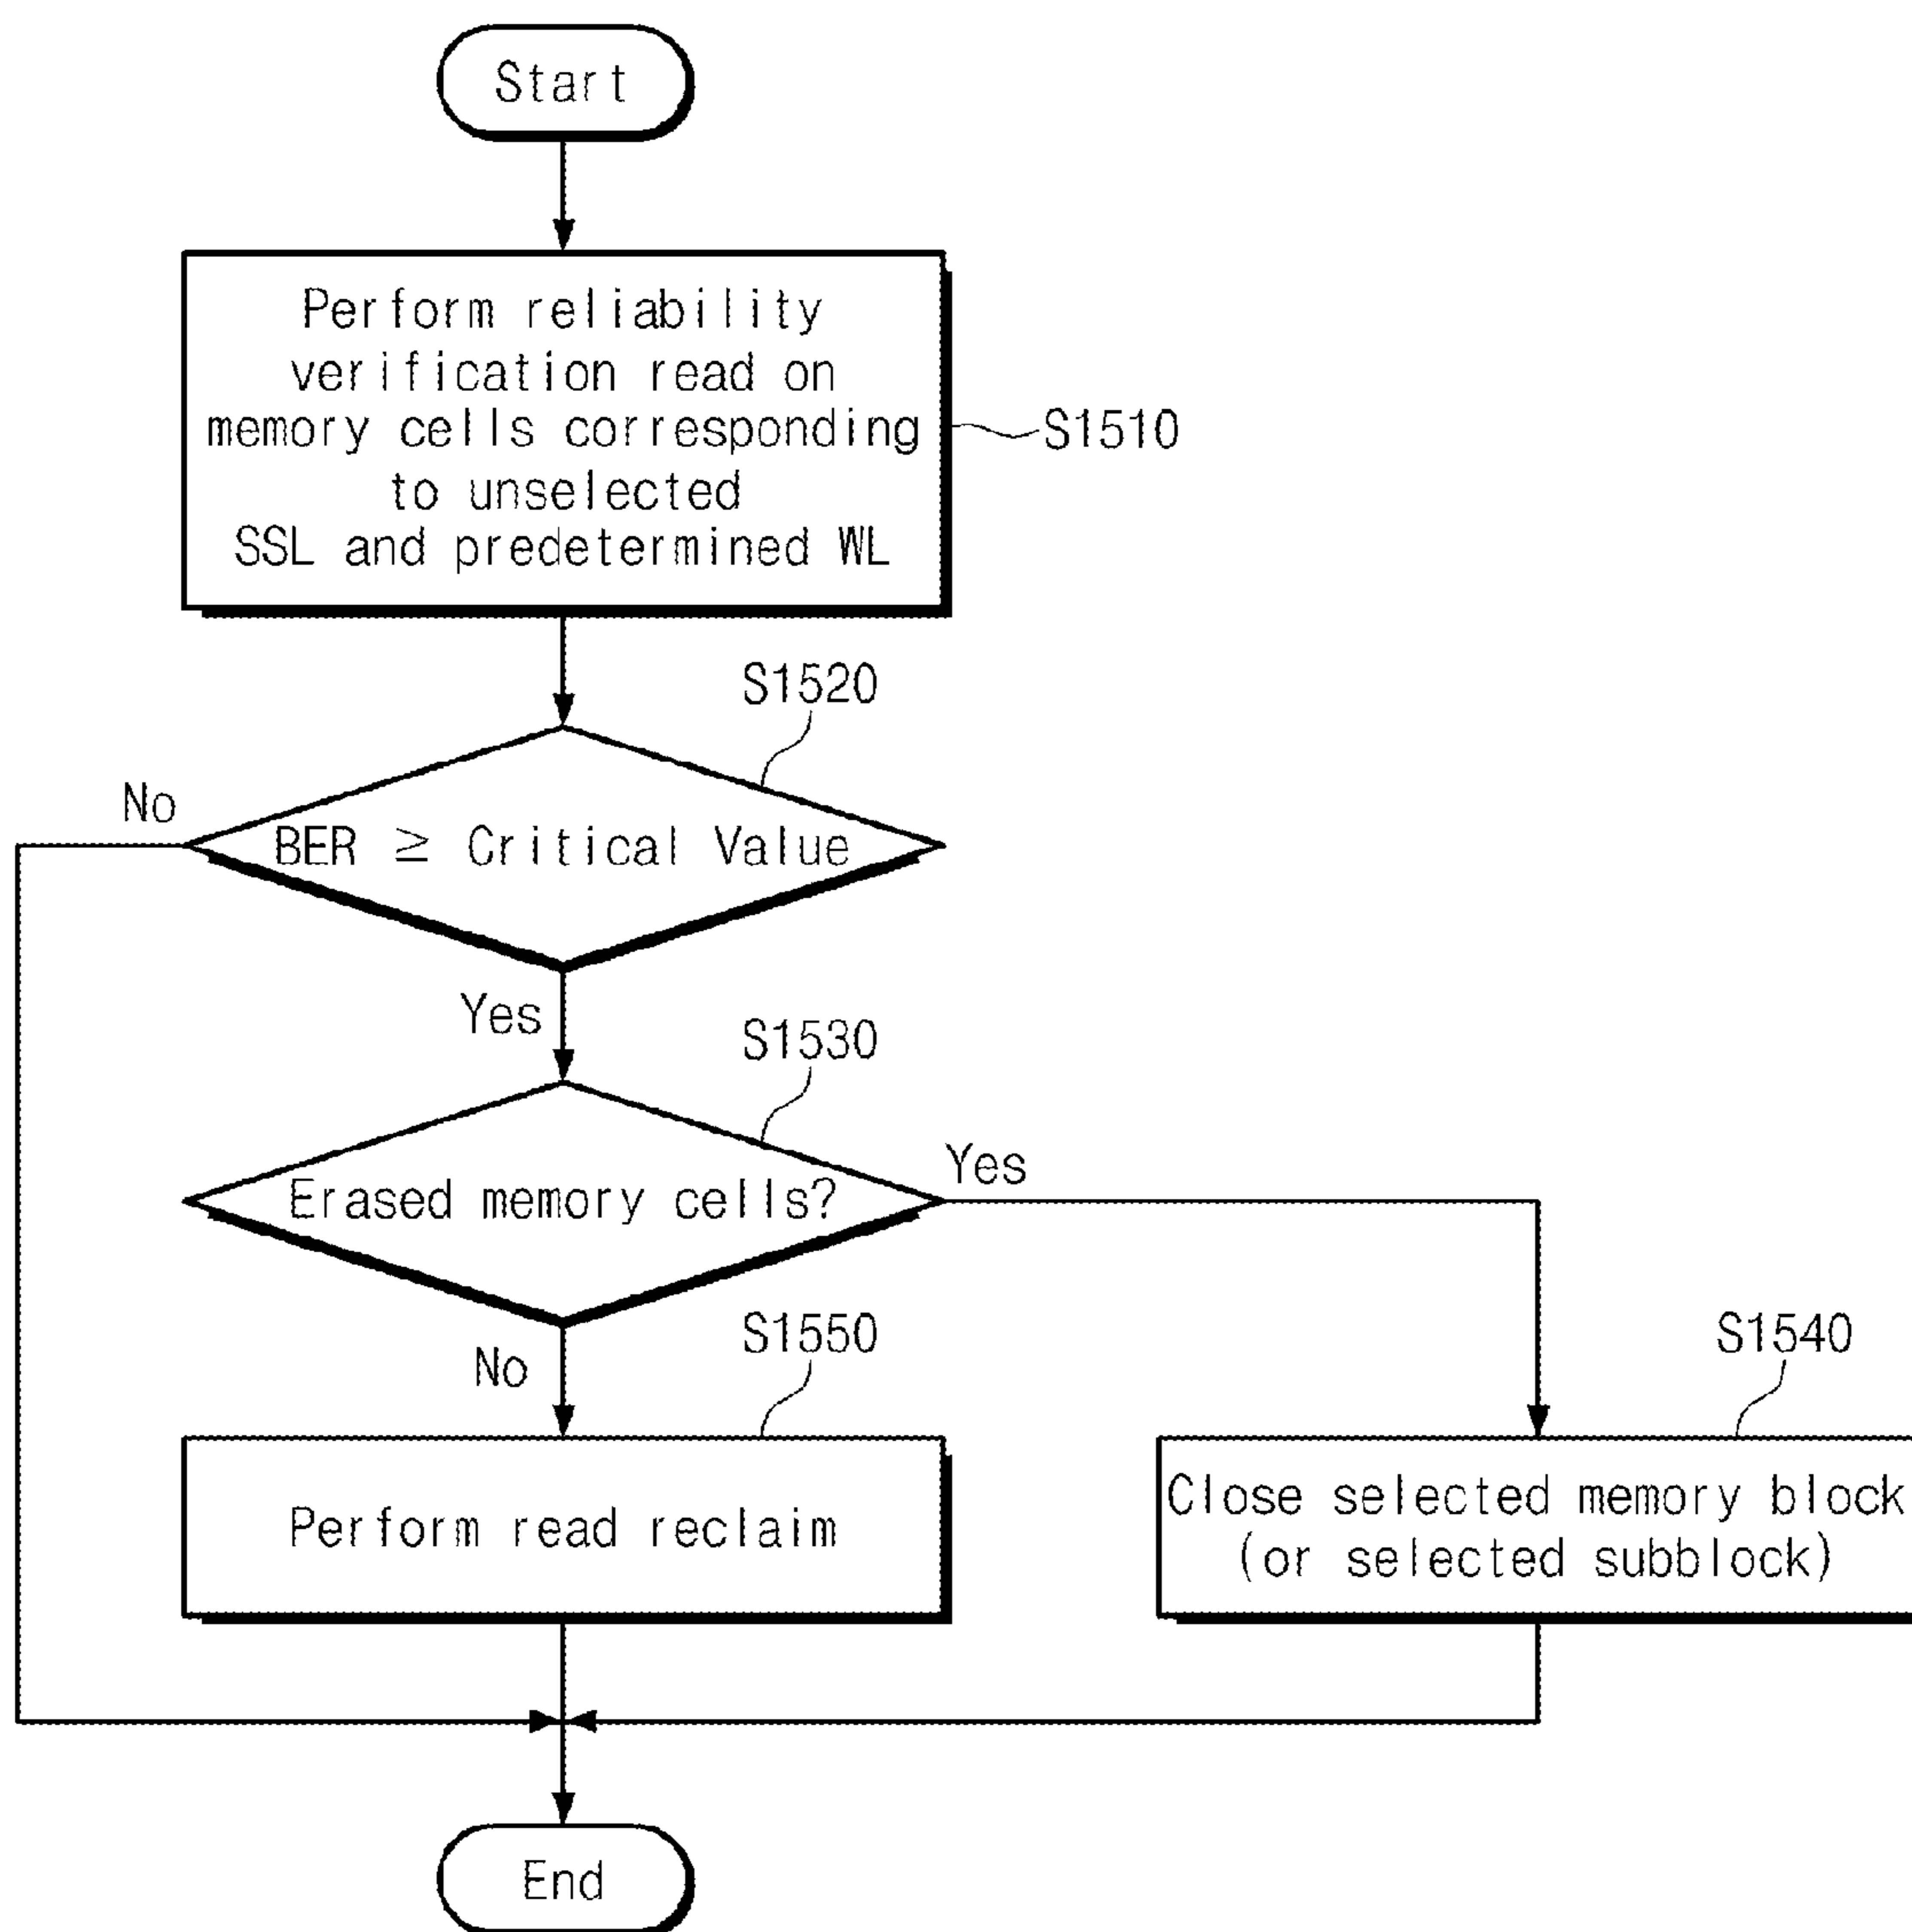 Start
Perform reliability
verification read on
memory cells corresponding
to unselected
SSL and predetermined WL
S1510
S1520
No
BER ≥ Critical Value
Yes
S1530
Yes
Erased memory cells?
S1550
S1540
No
Close selected memory block
(or selected subblock)
Perform read reclaim
End